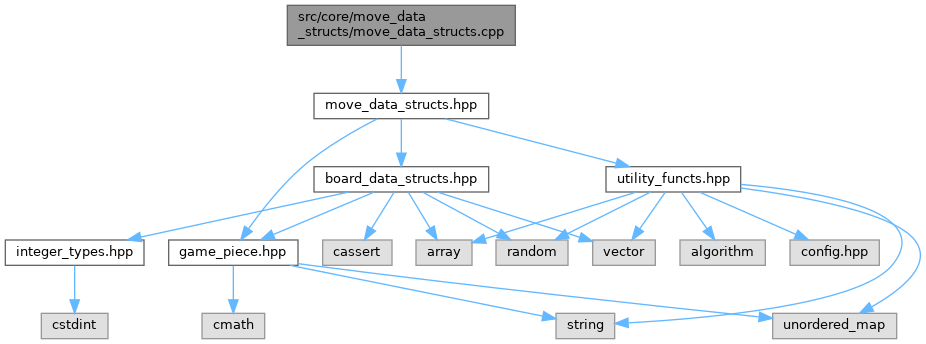 src/core/move_data
_structs/move_data_structs.cpp
move_data_structs.hpp
board_data_structs.hpp
utility_functs.hpp
integer_types.hpp
game_piece.hpp
cassert
array
random
vector
algorithm
config.hpp
cstdint
cmath
string
unordered_map